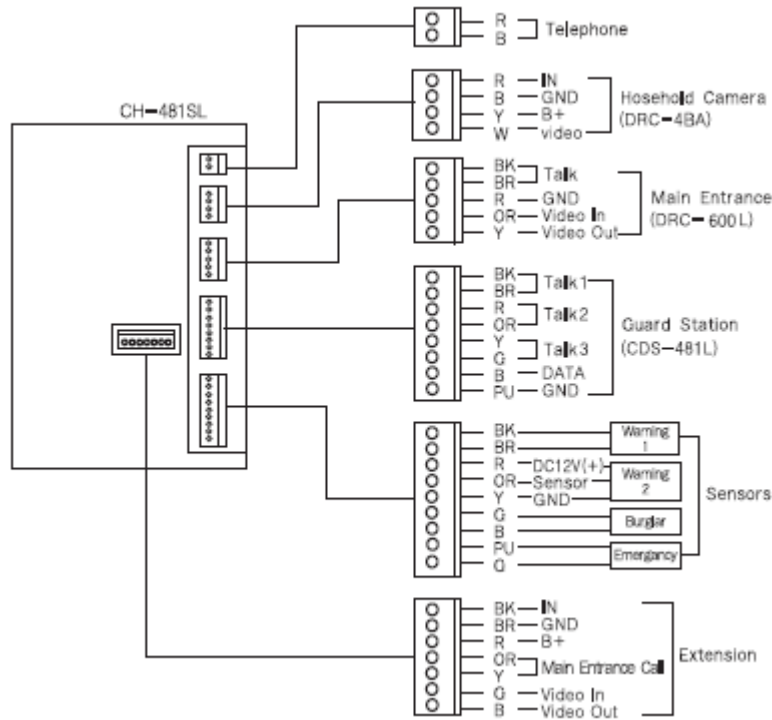 CH-481SL
R
B
Telephone
R IN
B GND
Y B+
W video
Hosehold Camera
(DRC-4BA)
BK
BR
Talk
R GND
OR Video In
Y Video Out
Main Entrance
(DRC-600L)
BK
BR
Talk1
R
OR
Talk2
Y
G
Talk3
B DATA
PU GND
Guard Station
(CDS-481L)
BK
BR
Warning
1
R DC12V(+)
OR Sensor
Y GND
Warning
2
G
B
Burglar
PU
O
Emergancy
Sensors
BK IN
BR GND
R B+
OR
Y
Main Entrance Call
G Video In
B Video Out
Extension